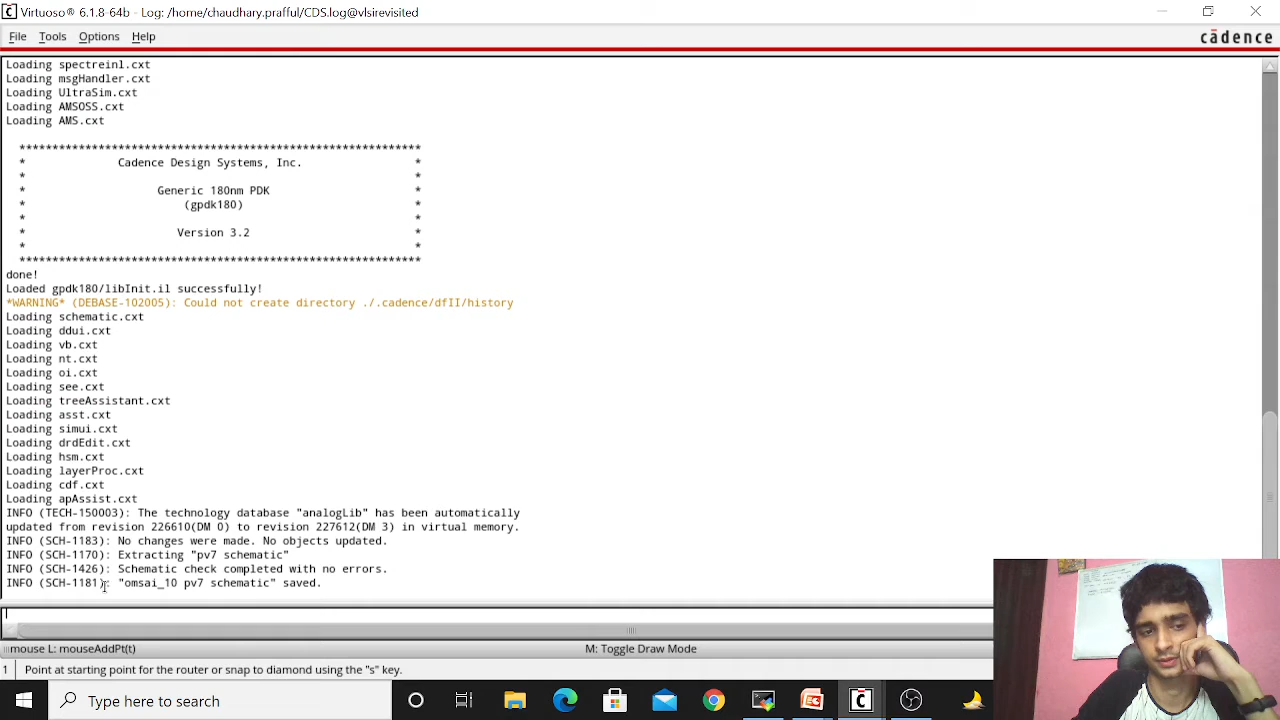 Virtuoso® 6.1.8-64b - Log: /home/chaudhary.prafful/CDS.log@vlsirevisited
File Tools Options Help
cādence
Loading spectreinl.cxt
Loading msgHandler.cxt
Loading UltraSim.cxt
Loading AMSOSS.cxt
Loading AMS.cxt
*************************************************************
* Cadence Design Systems, Inc. *
* *
* Generic 180nm PDK *
* (gpdk180) *
* *
* Version 3.2 *
* *
*************************************************************
done!
Loaded gpdk180/libInit.il successfully!
*WARNING* (DEBASE-102005): Could not create directory ./.cadence/dfII/history
Loading schematic.cxt
Loading ddui.cxt
Loading vb.cxt
Loading nt.cxt
Loading oi.cxt
Loading see.cxt
Loading treeAssistant.cxt
Loading asst.cxt
Loading simui.cxt
Loading drdEdit.cxt
Loading hsm.cxt
Loading layerProc.cxt
Loading cdf.cxt
Loading apAssist.cxt
INFO (TECH-150003): The technology database "analogLib" has been automatically
updated from revision 226610(DM 0) to revision 227612(DM 3) in virtual memory.
INFO (SCH-1183): No changes were made. No objects updated.
INFO (SCH-1170): Extracting "pv7 schematic"
INFO (SCH-1426): Schematic check completed with no errors.
INFO (SCH-1181): "omsai_10 pv7 schematic" saved.
mouse L: mouseAddPt(t) M: Toggle Draw Mode
1 Point at starting point for the router or snap to diamond using the "s" key.
Type here to search